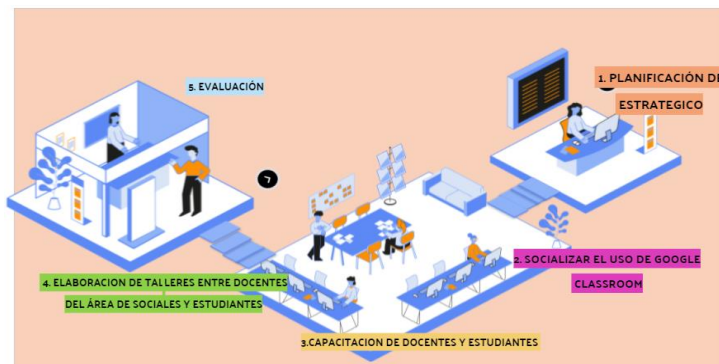 5. EVALUACIÓN
1. PLANIFICACIÓN DE
ESTRATEGICO
2. SOCIALIZAR EL USO DE GOOGLE
CLASSROOM
4. ELABORACION DE TALLERES ENTRE DOCENTES
DEL ÁREA DE SOCIALES Y ESTUDIANTES
3.CAPACITACION DE DOCENTES Y ESTUDIANTES